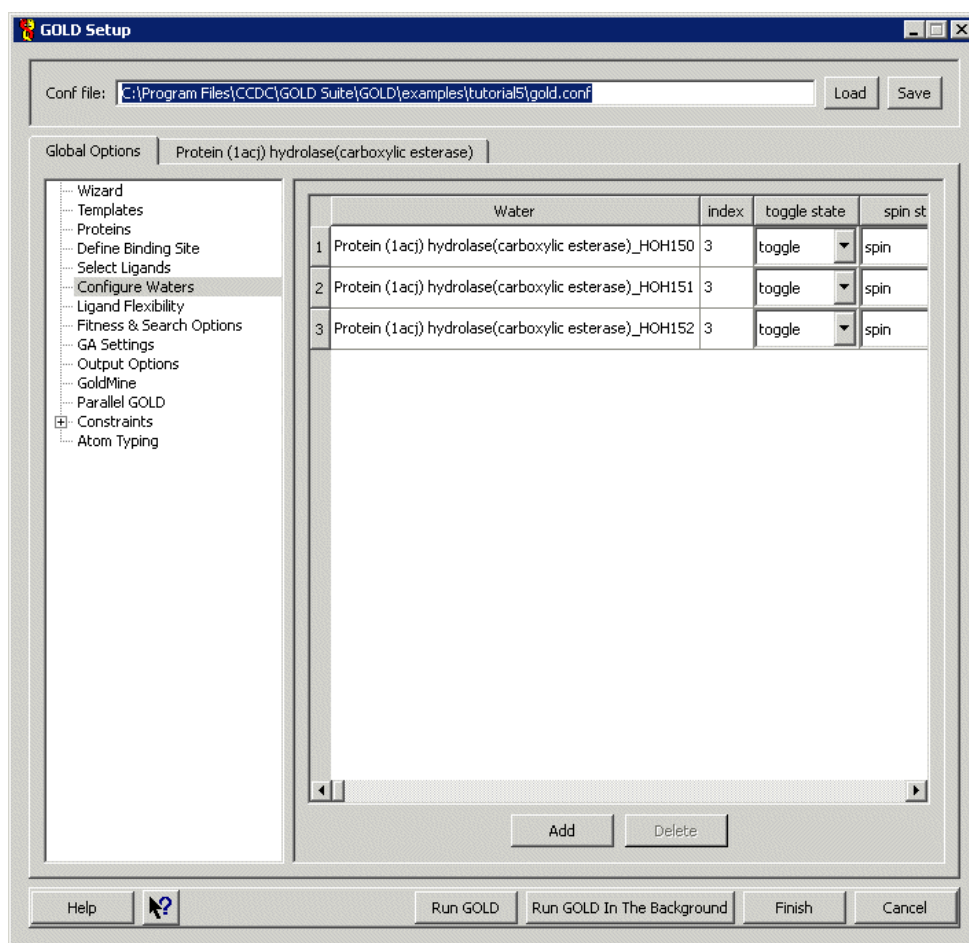 GOLD Setup
Conf file: C:\Program Files\CCDC\GOLD Suite\GOLD\examples\tutorial5\gold.conf Load Save
Global Options Protein (1acj) hydrolase(carboxylic esterase)
Wizard
Templates
Proteins
Define Binding Site
Select Ligands
Configure Waters
Ligand Flexibility
Fitness & Search Options
GA Settings
Output Options
GoldMine
Parallel GOLD
Constraints
Atom Typing
Water index toggle state spin st
1 Protein (1acj) hydrolase(carboxylic esterase)_HOH150 3 toggle spin
2 Protein (1acj) hydrolase(carboxylic esterase)_HOH151 3 toggle spin
3 Protein (1acj) hydrolase(carboxylic esterase)_HOH152 3 toggle spin
Add Delete
Help ? Run GOLD Run GOLD In The Background Finish Cancel